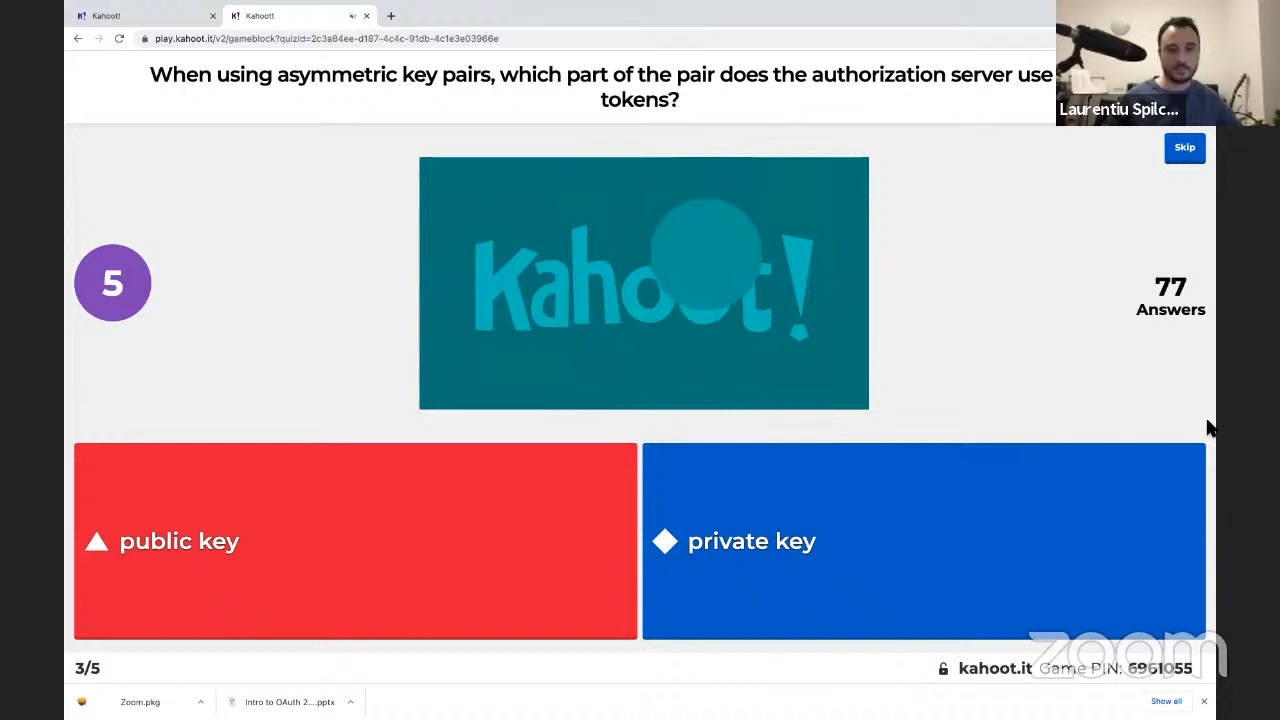 Kahoot!
Kahoot!
play.kahoot.it/v2/gameblock?quizId=2c3a84ee-d187-4c4c-91db-4c1e3e03966e
When using asymmetric key pairs, which part of the pair does the authorization server use
tokens?
Laurentiu Spilc...
Skip
Kahoot!
5
77
Answers
public key
private key
3/5
kahoot.it Game PIN: 6961055
zoom
Zoom.pkg
Intro to OAuth 2....pptx
Show all